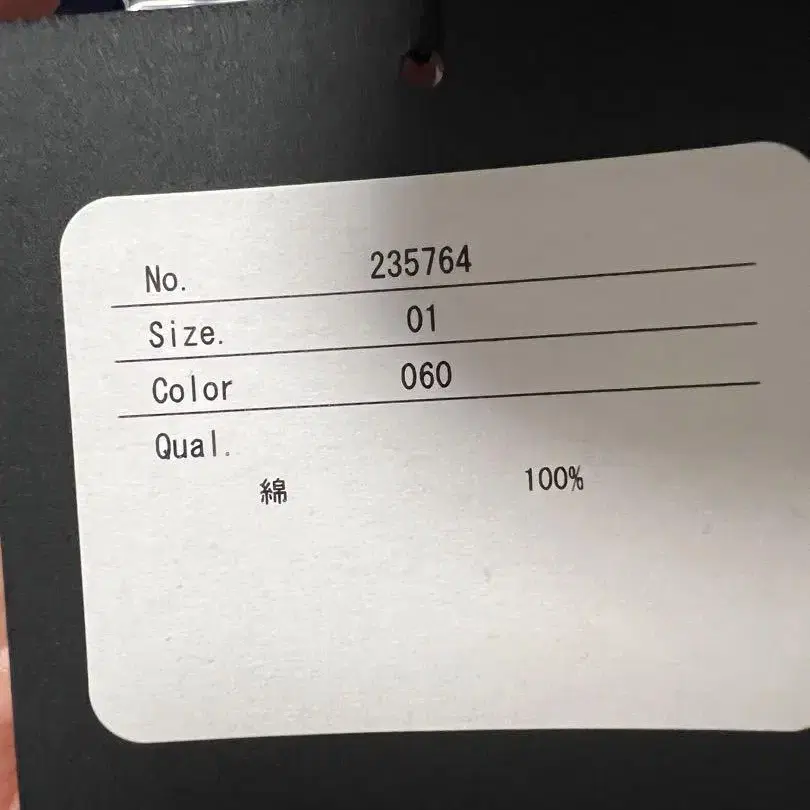 No. 235764
Size. 01
Color 060
Qual.
綿 100%